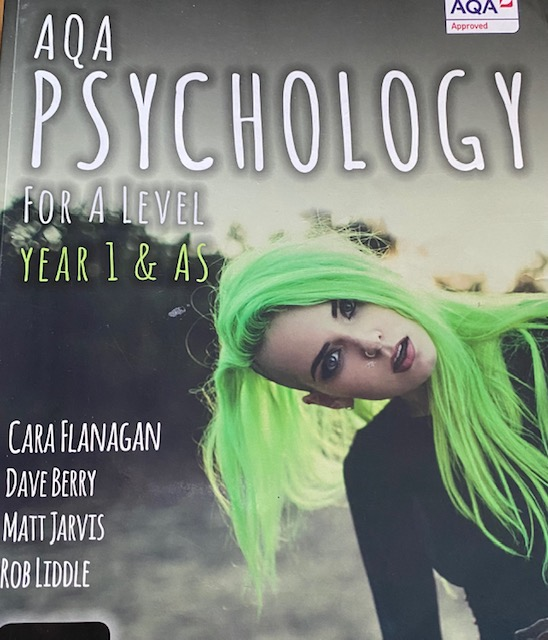 AQA
Approved
AQA
PSYCHOLOGY
FOR A LEVEL
YEAR 1 & AS
CARA FLANAGAN
DAVE BERRY
MATT JARVIS
ROB LIDDLE